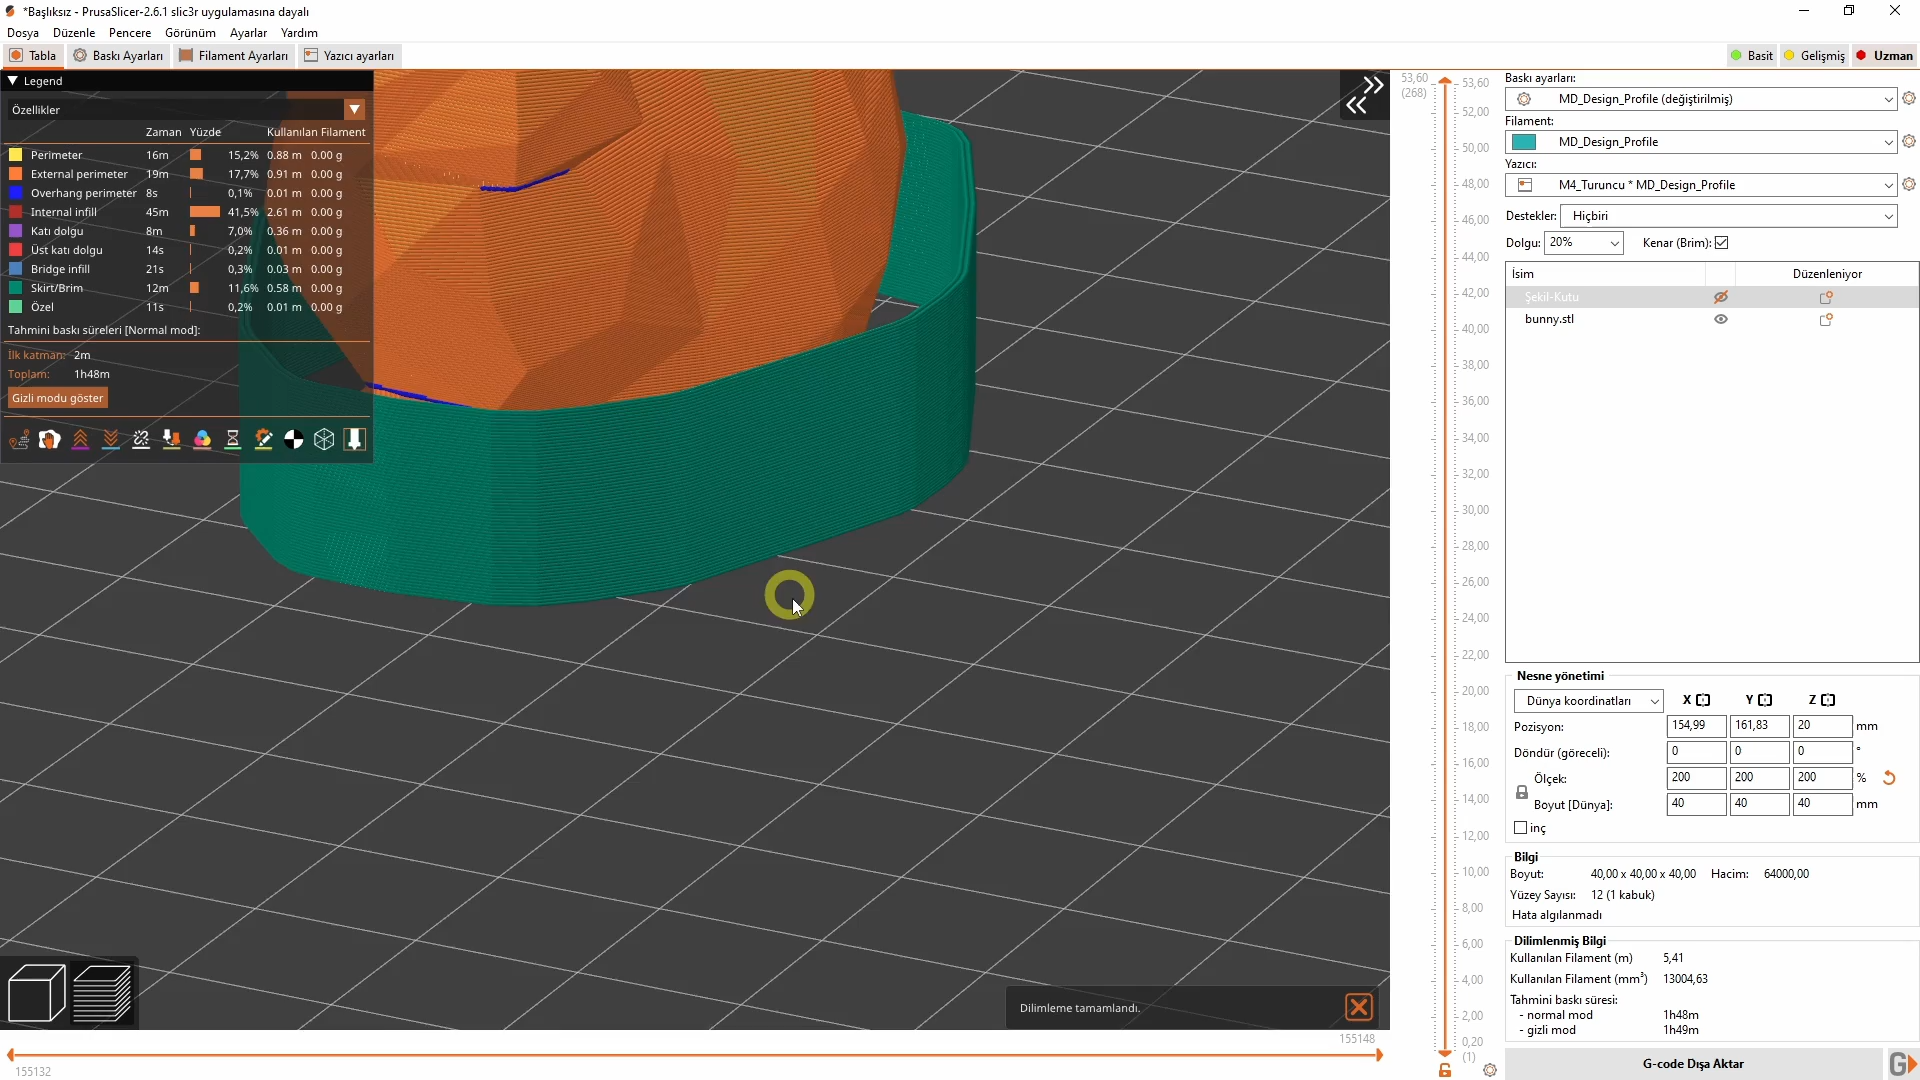 *Başlıksız - PrusaSlicer-2.6.1 slic3r uygulamasına dayalı
Dosya Düzenle Pencere Görünüm Ayarlar Yardım
Tabla Baskı Ayarları Filament Ayarları Yazıcı ayarları
Basit Gelişmiş Uzman
Legend
Özellikler
Zaman Yüzde Kullanılan Filament
Perimeter 16m 15,2% 0.88 m 0.00 g
External perimeter 19m 17,7% 0.91 m 0.00 g
Overhang perimeter 8s 0,1% 0.01 m 0.00 g
Internal infill 45m 41,5% 2.61 m 0.00 g
Katı dolgu 8m 7,0% 0.36 m 0.00 g
Üst katı dolgu 14s 0,2% 0.01 m 0.00 g
Bridge infill 21s 0,3% 0.03 m 0.00 g
Skirt/Brim 12m 11,6% 0.58 m 0.00 g
Özel 11s 0,2% 0.01 m 0.00 g
Tahmini baskı süreleri [Normal mod]:
İlk katman: 2m
Toplam: 1h48m
Gizli modu göster
53,60
(268)
53,60
52,00
50,00
48,00
46,00
44,00
42,00
40,00
38,00
36,00
34,00
32,00
30,00
28,00
26,00
24,00
22,00
20,00
18,00
16,00
14,00
12,00
10,00
8,00
6,00
4,00
2,00
0,20
(1)
Dilimleme tamamlandı.
155148
155132
Baskı ayarları:
MD_Design_Profile (değiştirilmiş)
Filament:
MD_Design_Profile
Yazıcı:
M4_Turuncu * MD_Design_Profile
Destekler: Hiçbiri
Dolgu: 20% Kenar (Brim):
İsim Düzenleniyor
Şekil-Kutu
bunny.stl
Nesne yönetimi
Dünya koordinatları X Y Z
Pozisyon: 154,99 161,83 20 mm
Döndür (göreceli): 0 0 0 °
Ölçek: 200 200 200 %
Boyut [Dünya]: 40 40 40 mm
inç
Bilgi
Boyut: 40,00 x 40,00 x 40,00 Hacim: 64000,00
Yüzey Sayısı: 12 (1 kabuk)
Hata algılanmadı
Dilimlenmiş Bilgi
Kullanılan Filament (m) 5,41
Kullanılan Filament (mm³) 13004,63
Tahmini baskı süresi:
- normal mod 1h48m
- gizli mod 1h49m
G-code Dışa Aktar
G